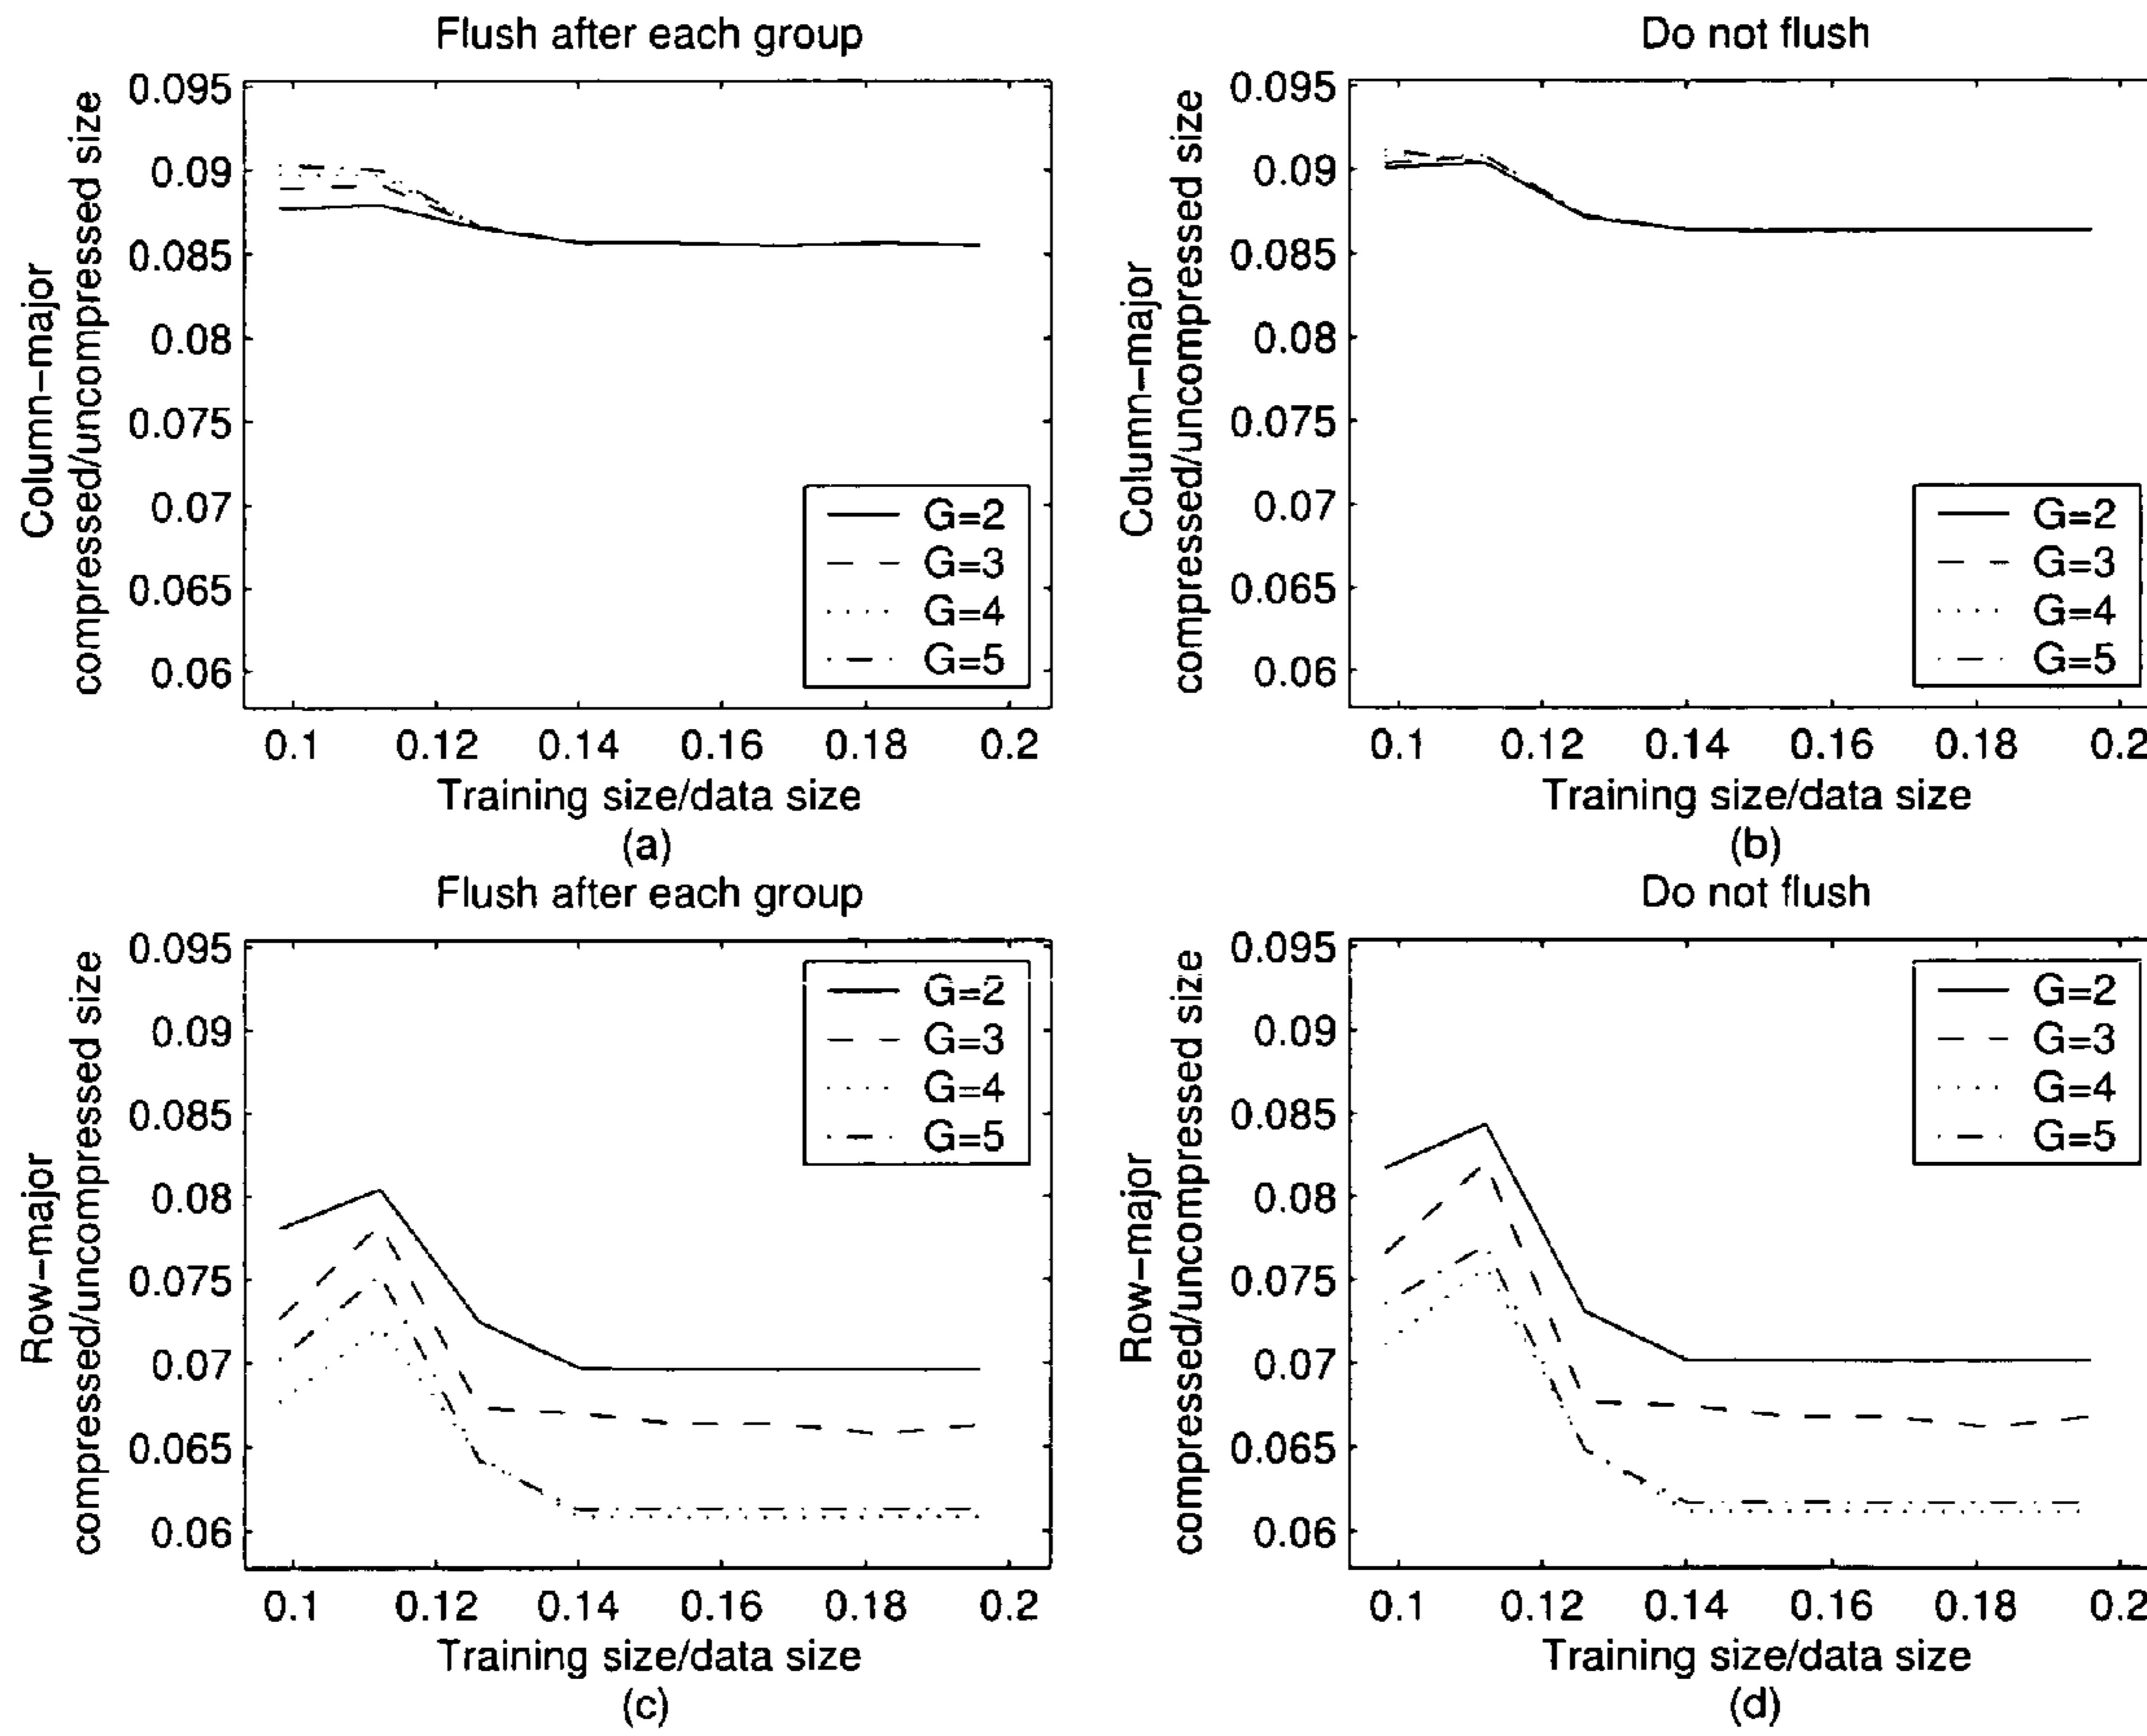 Flush after each group
Column-major
compressed/uncompressed size
0.095
0.09
0.085
0.08
0.075
0.07
0.065
0.06
G=2
G=3
G=4
G=5
0.1 0.12 0.14 0.16 0.18 0.2
Training size/data size
(a)
Do not flush
Column-major
compressed/uncompressed size
0.095
0.09
0.085
0.08
0.075
0.07
0.065
0.06
G=2
G=3
G=4
G=5
0.1 0.12 0.14 0.16 0.18 0.2
Training size/data size
(b)
Flush after each group
Row-major
compressed/uncompressed size
0.095
0.09
0.085
0.08
0.075
0.07
0.065
0.06
G=2
G=3
G=4
G=5
0.1 0.12 0.14 0.16 0.18 0.2
Training size/data size
(c)
Do not flush
Row-major
compressed/uncompressed size
0.095
0.09
0.085
0.08
0.075
0.07
0.065
0.06
G=2
G=3
G=4
G=5
0.1 0.12 0.14 0.16 0.18 0.2
Training size/data size
(d)